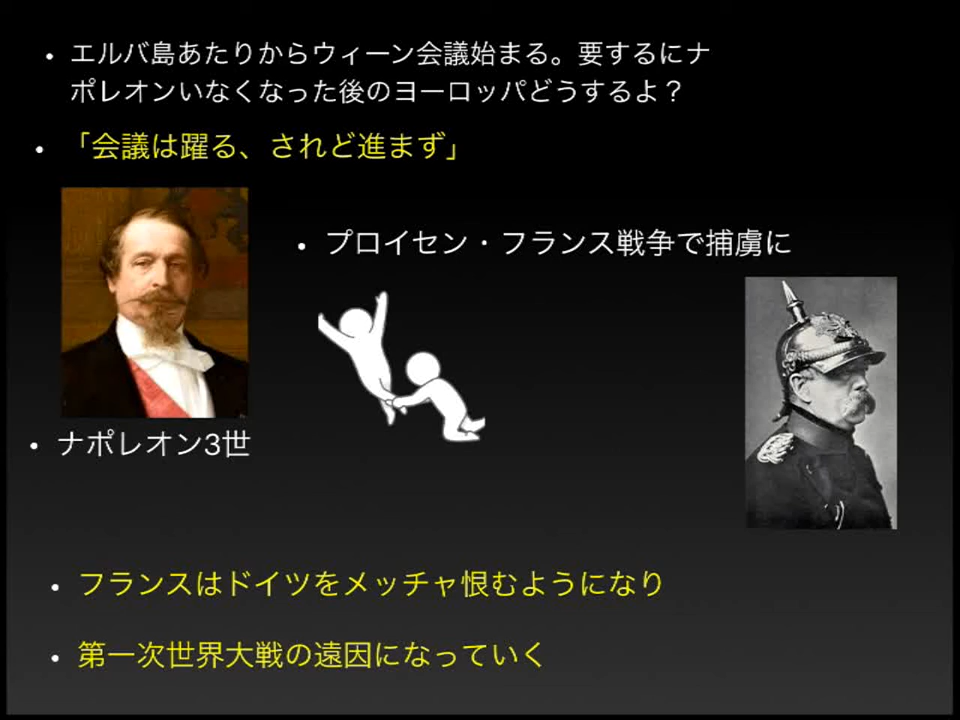 ・エルバ島あたりからウィーン会議始まる。要するにナ
ポレオンいなくなった後のヨーロッパどうするよ？
・「会議は躍る、されど進まず」
・プロイセン・フランス戦争で捕虜に
・ナポレオン3世
・フランスはドイツをメッチャ恨むようになり
・第一次世界大戦の遠因になっていく